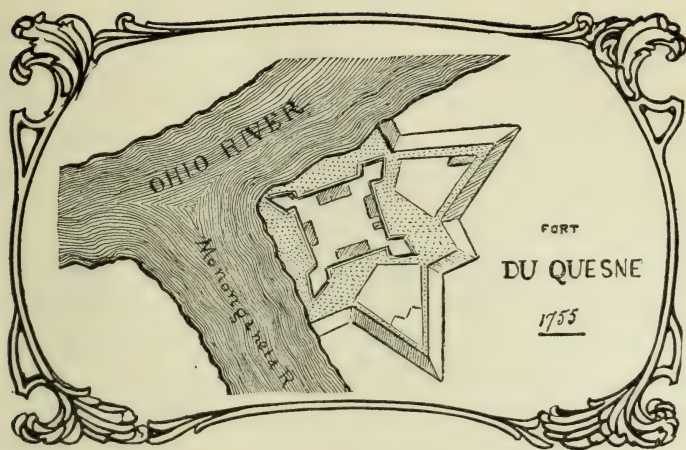 OHIO RIVER
Monongahela R.
FORT
DU QUESNE
1755